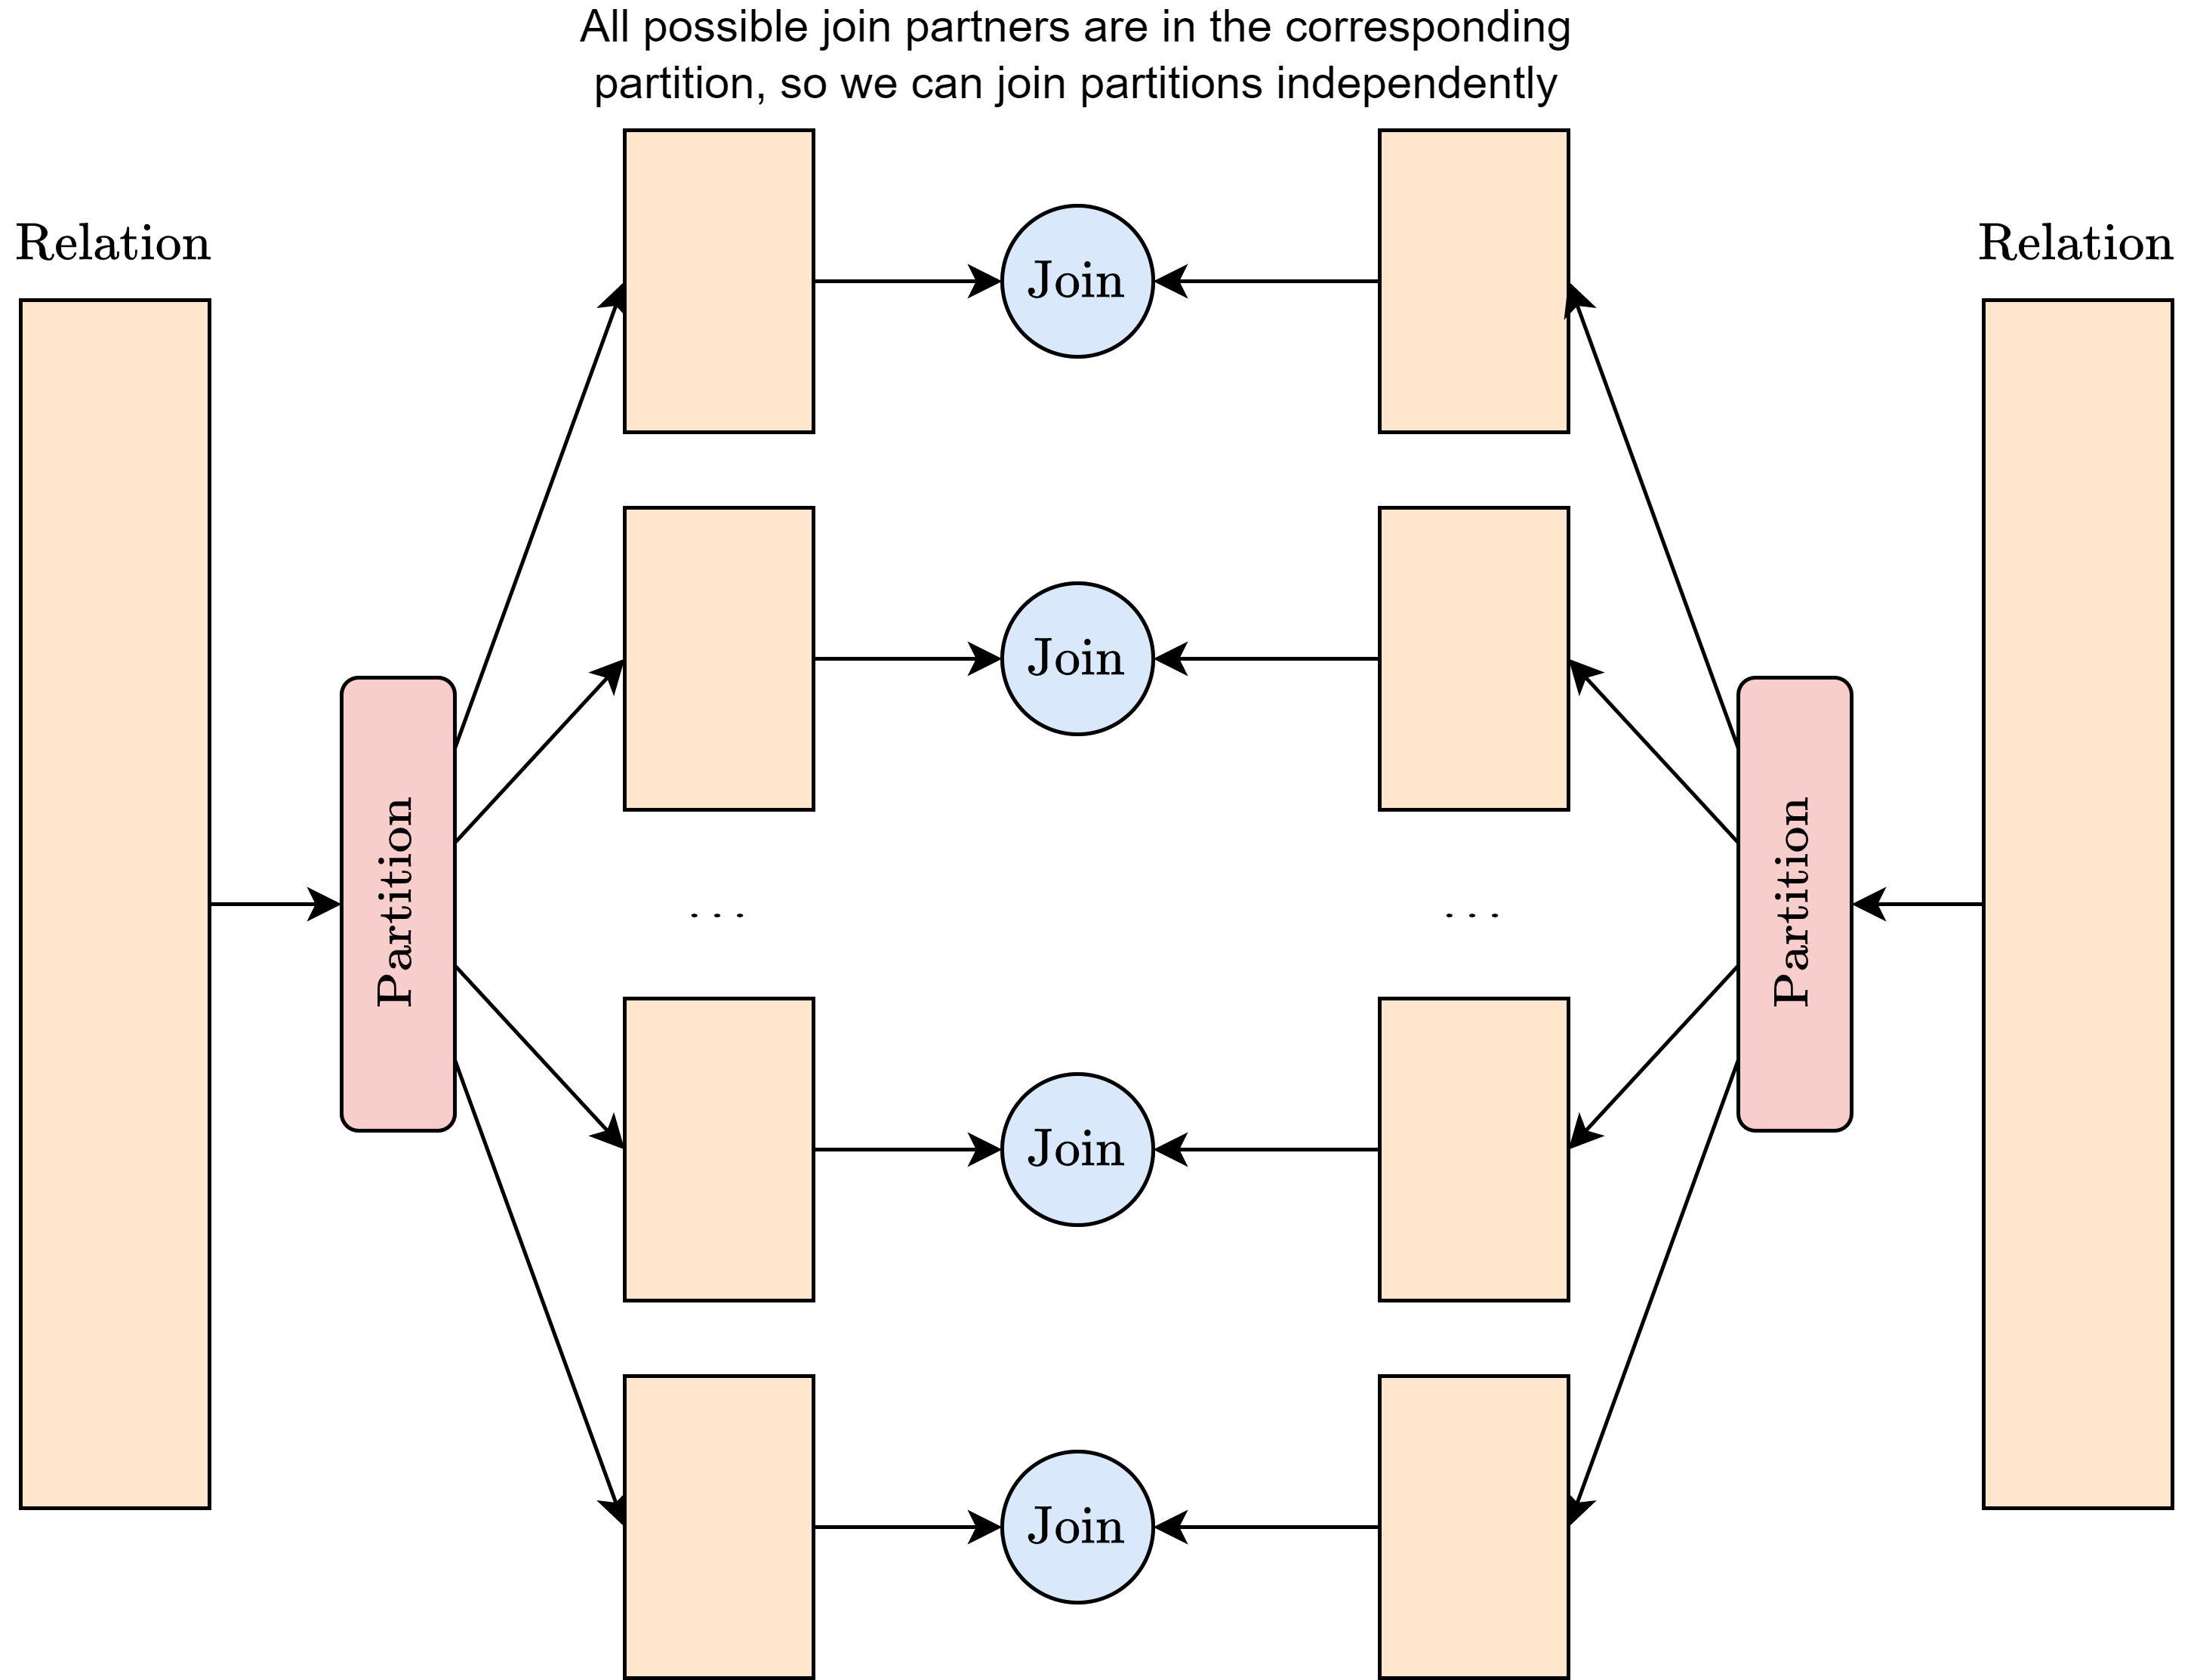 All possible join partners are in the corresponding
partition, so we can join partitions independently
Relation
Relation
Join
Join
Partition
Partition
...
...
Join
Join